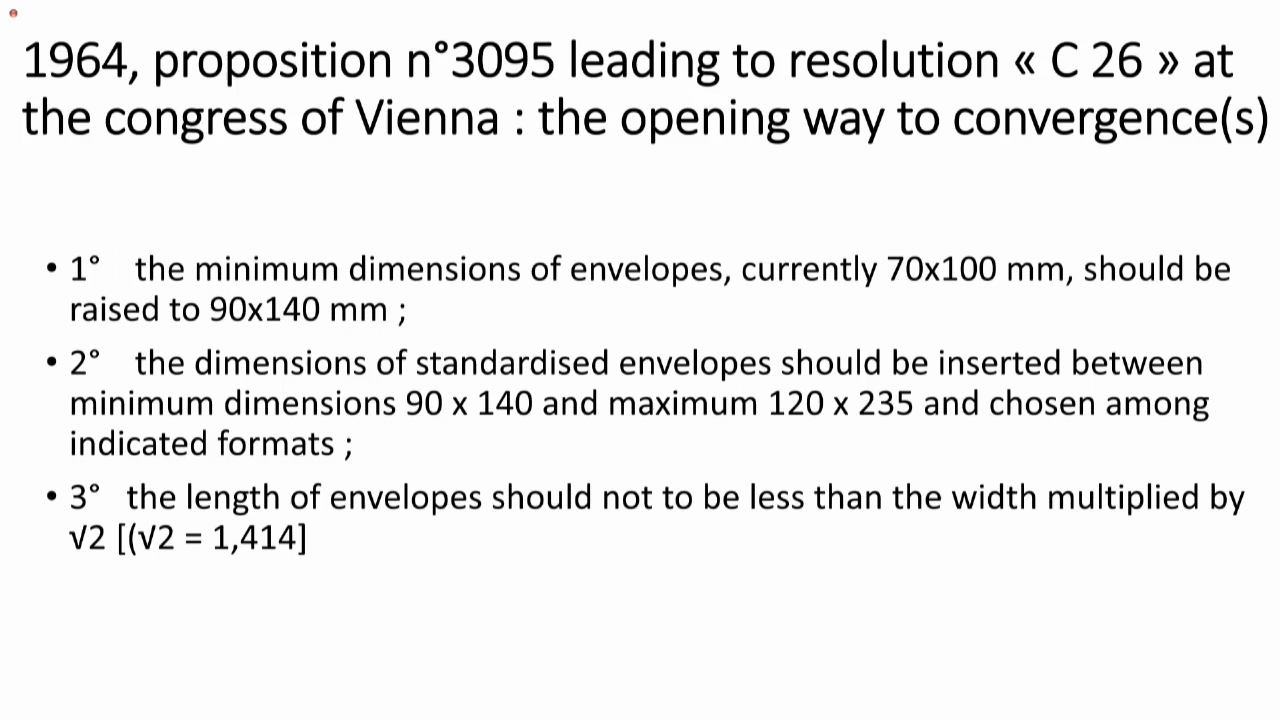 1964, proposition n°3095 leading to resolution « C 26 » at
the congress of Vienna : the opening way to convergence(s)
• 1° the minimum dimensions of envelopes, currently 70x100 mm, should be
raised to 90x140 mm ;
• 2° the dimensions of standardised envelopes should be inserted between
minimum dimensions 90 x 140 and maximum 120 x 235 and chosen among
indicated formats ;
• 3° the length of envelopes should not to be less than the width multiplied by
√2 [(√2 = 1,414]